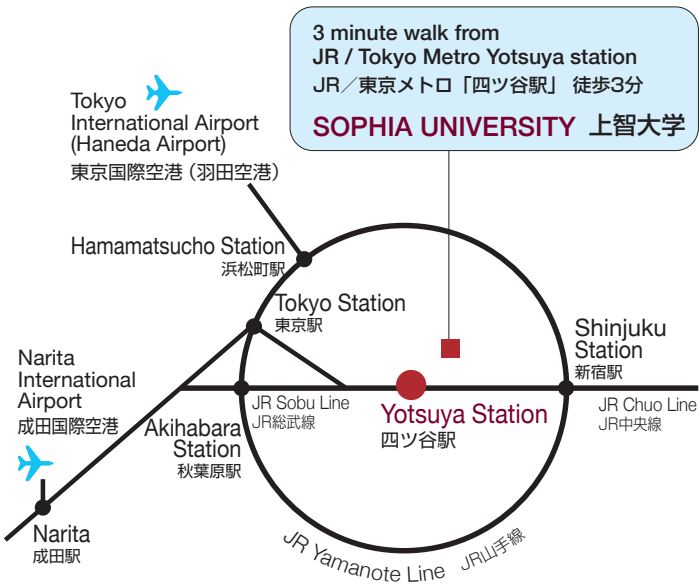 3 minute walk from
JR / Tokyo Metro Yotsuya station
JR／東京メトロ「四ツ谷駅」 徒歩3分
SOPHIA UNIVERSITY 上智大学
Tokyo
International Airport
(Haneda Airport)
東京国際空港（羽田空港）
Hamamatsucho Station
浜松町駅
Tokyo Station
東京駅
Shinjuku
Station
新宿駅
Narita
International
Airport
成田国際空港
JR Sobu Line
JR総武線
Yotsuya Station
四ツ谷駅
JR Chuo Line
JR中央線
Akihabara
Station
秋葉原駅
Narita
成田駅
JR Yamanote Line JR山手線